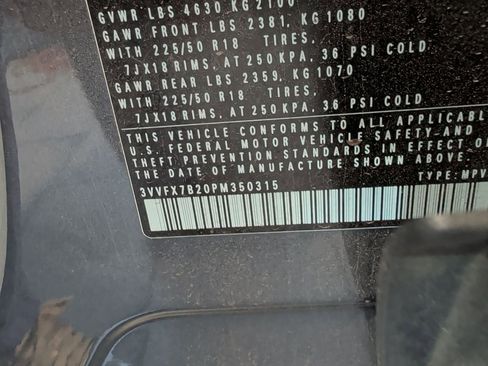 GVWR LBS 4630 KG 2100
GAWR FRONT LBS 2381, KG 1080
WITH 225/50 R18 TIRES,
7JX18 RIMS, AT 250 KPA, 36 PSI COLD.
GAWR REAR LBS 2359, KG 1070
WITH 225/50 R18 TIRES,
7JX18 RIMS, AT 250 KPA, 36 PSI COLD.
THIS VEHICLE CONFORMS TO ALL APPLICABLE
U.S. FEDERAL MOTOR VEHICLE SAFETY AND
THEFT PREVENTION STANDARDS IN EFFECT O
THE DATE OF MANUFACTURE SHOWN ABOVE.
3VVFX7B20PM350315 TYPE: MPV